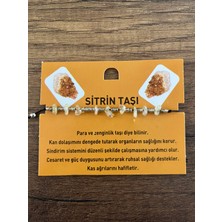 SİTRİN TAŞI
Para ve zenginlik taşı diye bilinir.
Kan dolaşımını dengede tutarak organların sağlığını korur.
Sindirim sistemini düzenli şekilde çalışmasına yardımcı olur.
Cesaret ve güç duygusunu artırarak ruhsal sağlığı destekler.
Kas ağrılarını hafifletir.